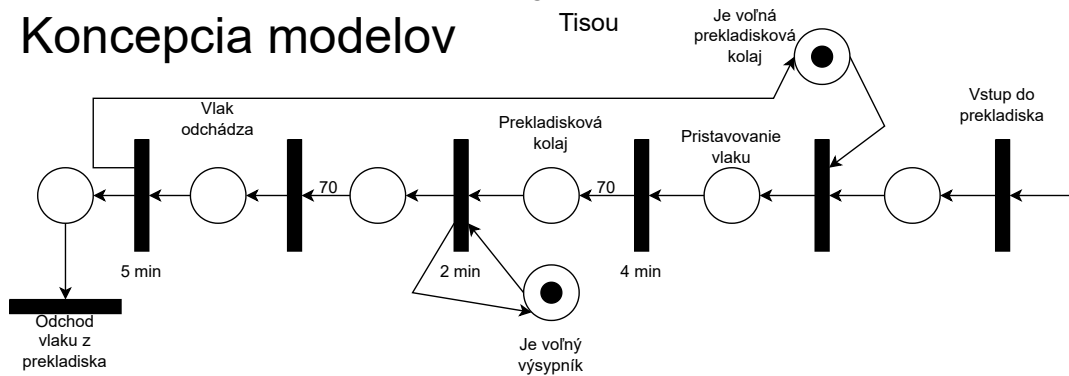 Koncepcia modelov
Tisou
Je voľná
prekladisková
kolaj
Vlak
odchádza
Prekladisková
kolaj
Pristavovanie
vlaku
Vstup do
prekladiska
70
70
5 min
2 min
4 min
Odchod
vlaku z
prekladiska
Je voľný
výsypník